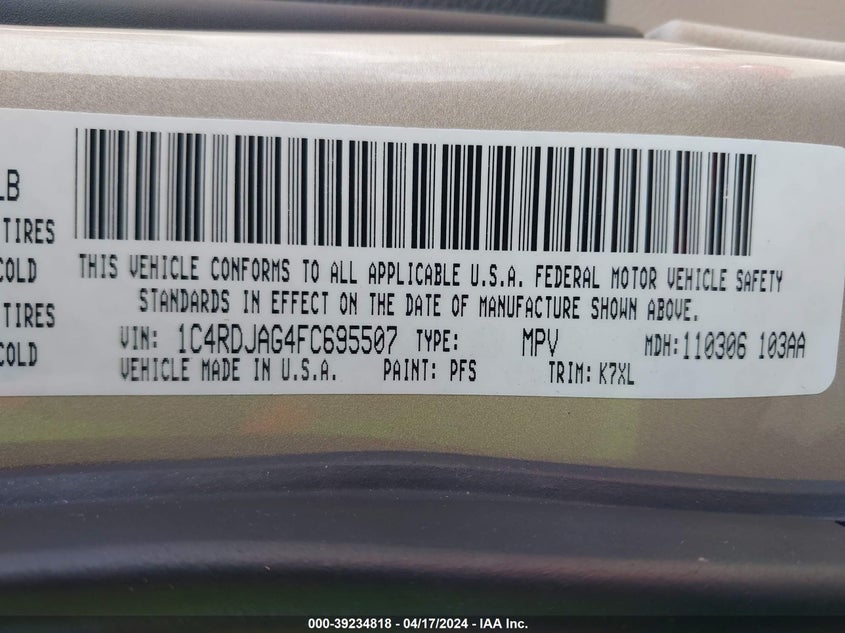 LB
TIRES
COLD
THIS VEHICLE CONFORMS TO ALL APPLICABLE U.S.A. FEDERAL MOTOR VEHICLE SAFETY
STANDARDS IN EFFECT ON THE DATE OF MANUFACTURE SHOWN ABOVE.
TIRES
VIN: 1C4RDJAG4FC695507 TYPE: MPV MDH:110306 103AA
COLD
VEHICLE MADE IN U.S.A. PAINT: PFS TRIM: K7XL
000-39234818 - 04/17/2024 - IAA Inc.